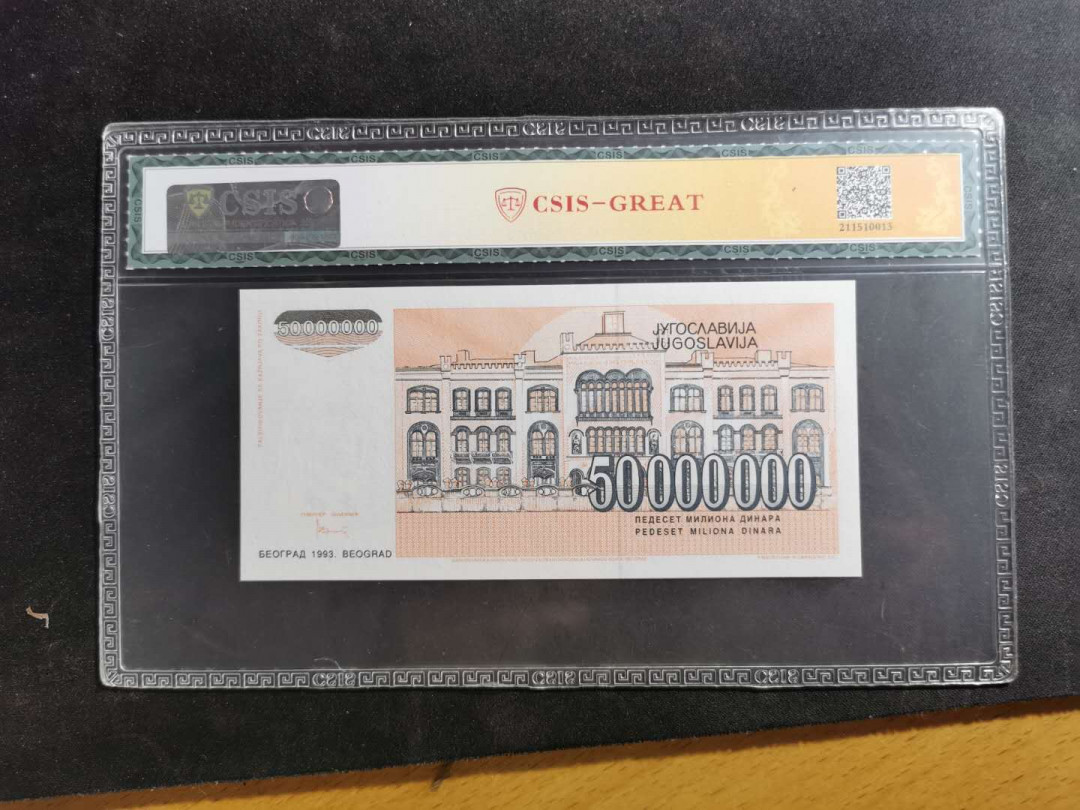 CSIS
CSIS-GREAT
211510013
50000000
ЈУГОСЛАВИЈА
JUGOSLAVIJA
50000000
ПЕДЕСЕТ МИЛИОНА ДИНАРА
PEDESET MILIONA DINARA
БЕОГРАД 1993. BEOGRAD